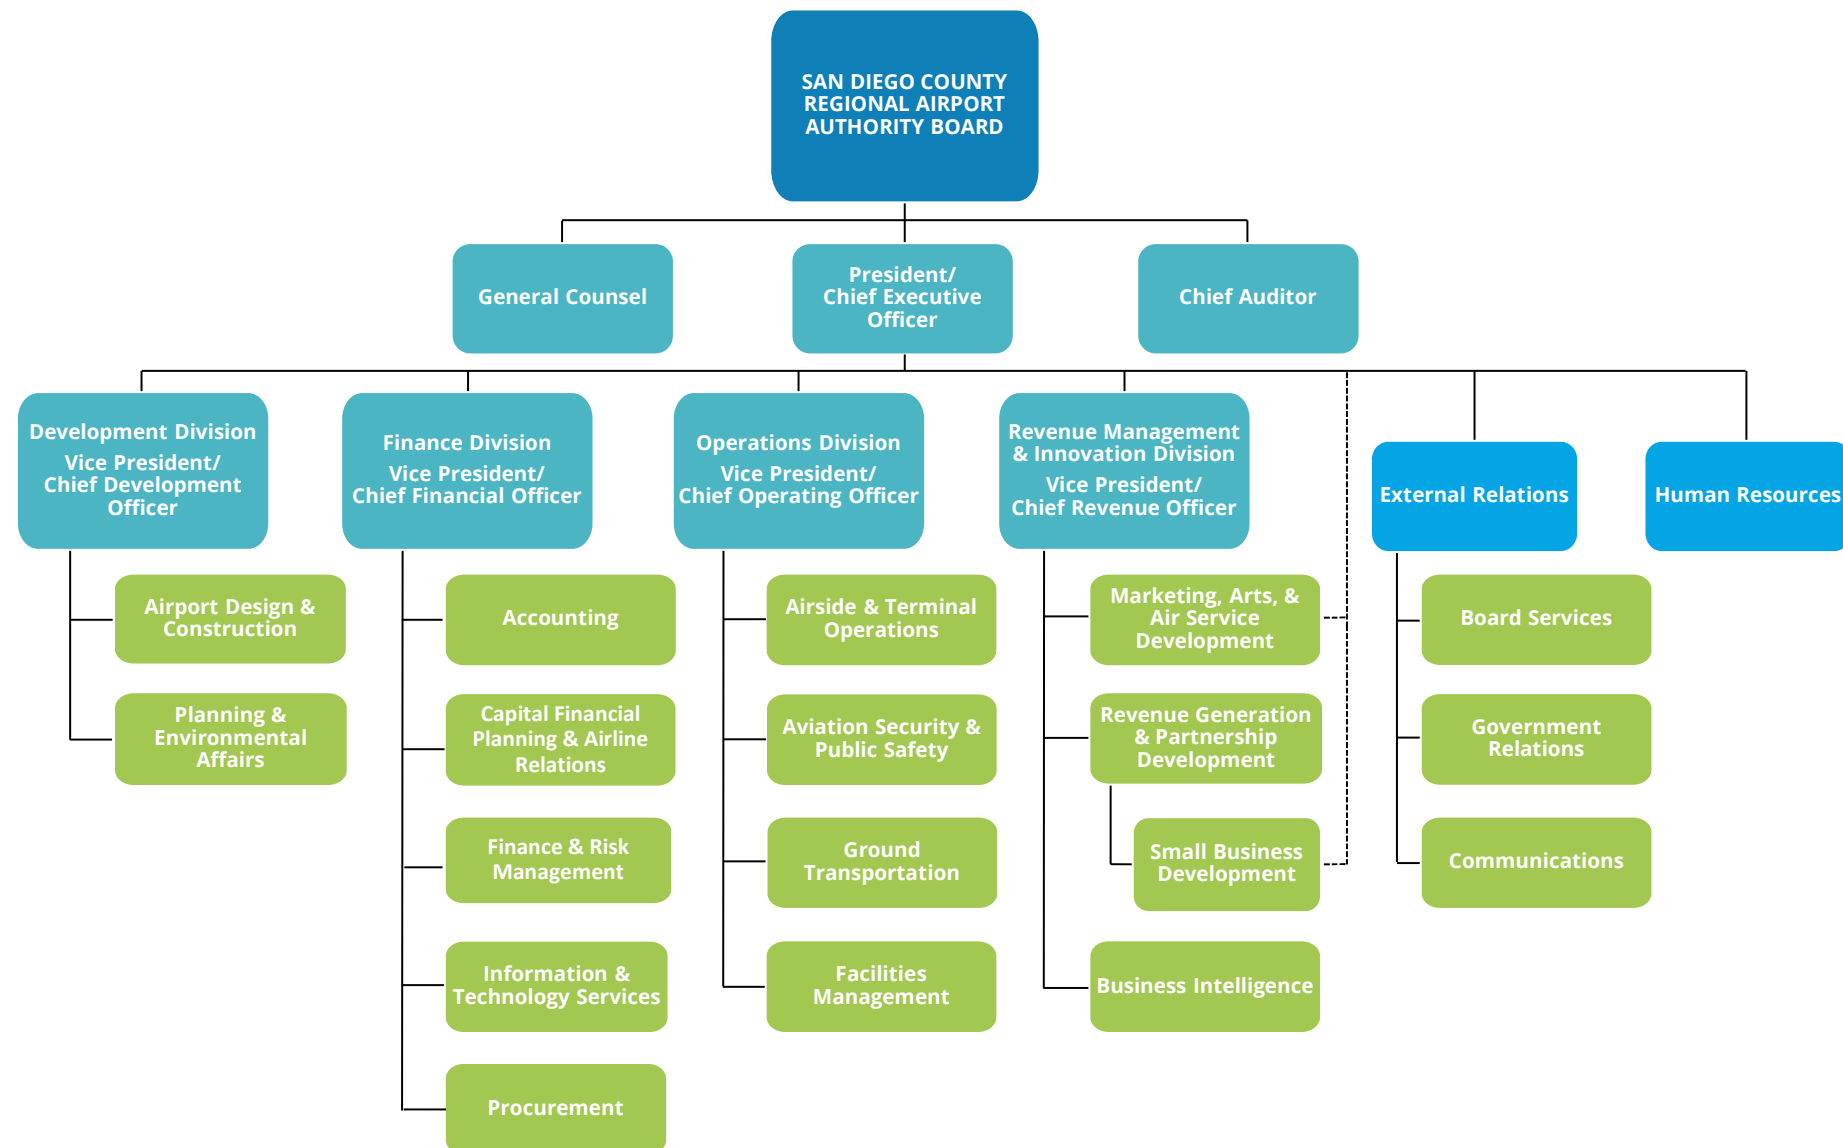 SAN DIEGO COUNTY
REGIONAL AIRPORT
AUTHORITY BOARD
General Counsel
President/
Chief Executive
Officer
Chief Auditor
Development Division
Vice President/
Chief Development
Officer
Finance Division
Vice President/
Chief Financial Officer
Operations Division
Vice President/
Chief Operating Officer
Revenue Management
& Innovation Division
Vice President/
Chief Revenue Officer
External Relations
Human Resources
Airport Design &
Construction
Planning &
Environmental
Affairs
Accounting
Capital Financial
Planning & Airline
Relations
Finance & Risk
Management
Information &
Technology Services
Procurement
Airside & Terminal
Operations
Aviation Security &
Public Safety
Ground
Transportation
Facilities
Management
Marketing, Arts, &
Air Service
Development
Revenue Generation
& Partnership
Development
Small Business
Development
Business Intelligence
Board Services
Government
Relations
Communications